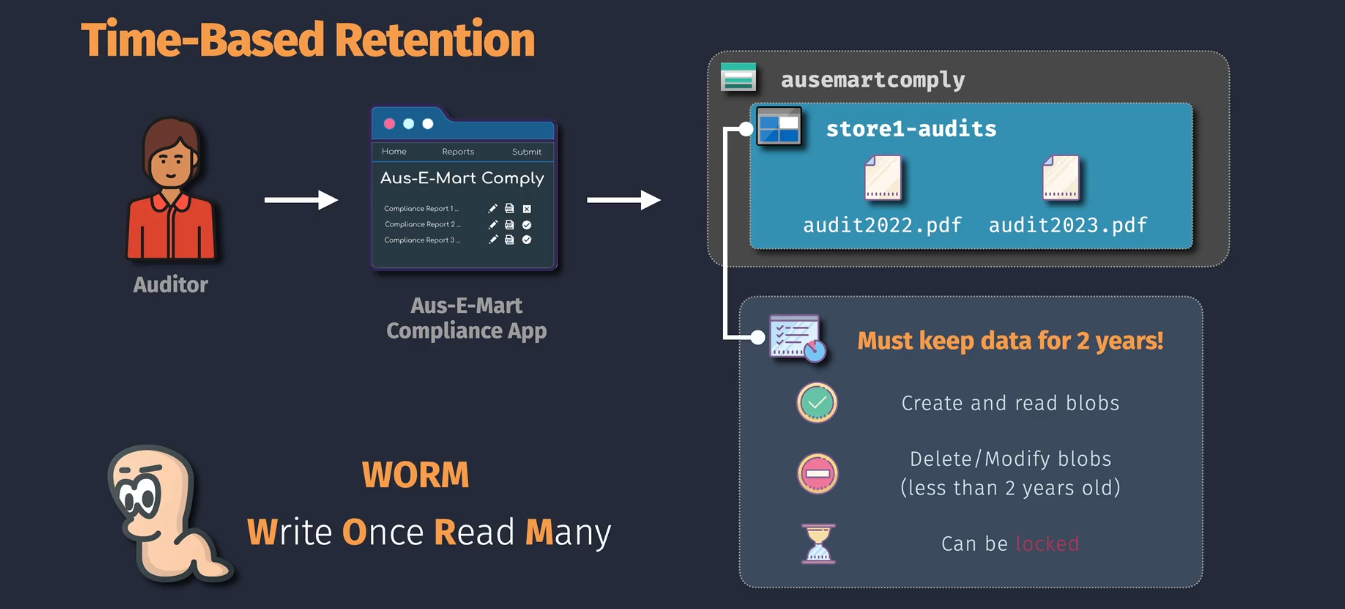 Time-Based Retention
Auditor
Home Reports Submit
Aus-E-Mart Comply
Compliance Report 1 ...
Compliance Report 2 ...
Compliance Report 3 ...
Aus-E-Mart
Compliance App
ausemartcomply
store1-audits
audit2022.pdf audit2023.pdf
Must keep data for 2 years!
Create and read blobs
Delete/Modify blobs
(less than 2 years old)
Can be locked
WORM
Write Once Read Many